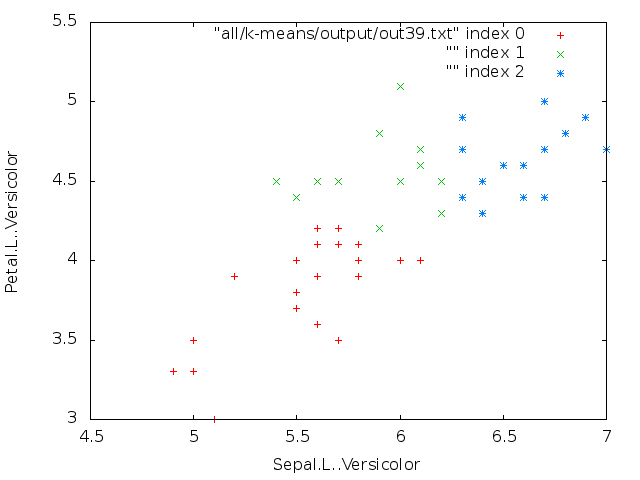 "all/k-means/output/out39.txt" index 0
"" index 1
"" index 2
5.5
5
4.5
4
3.5
3
Petal.L..Versicolor
4.5 5 5.5 6 6.5 7
Sepal.L..Versicolor